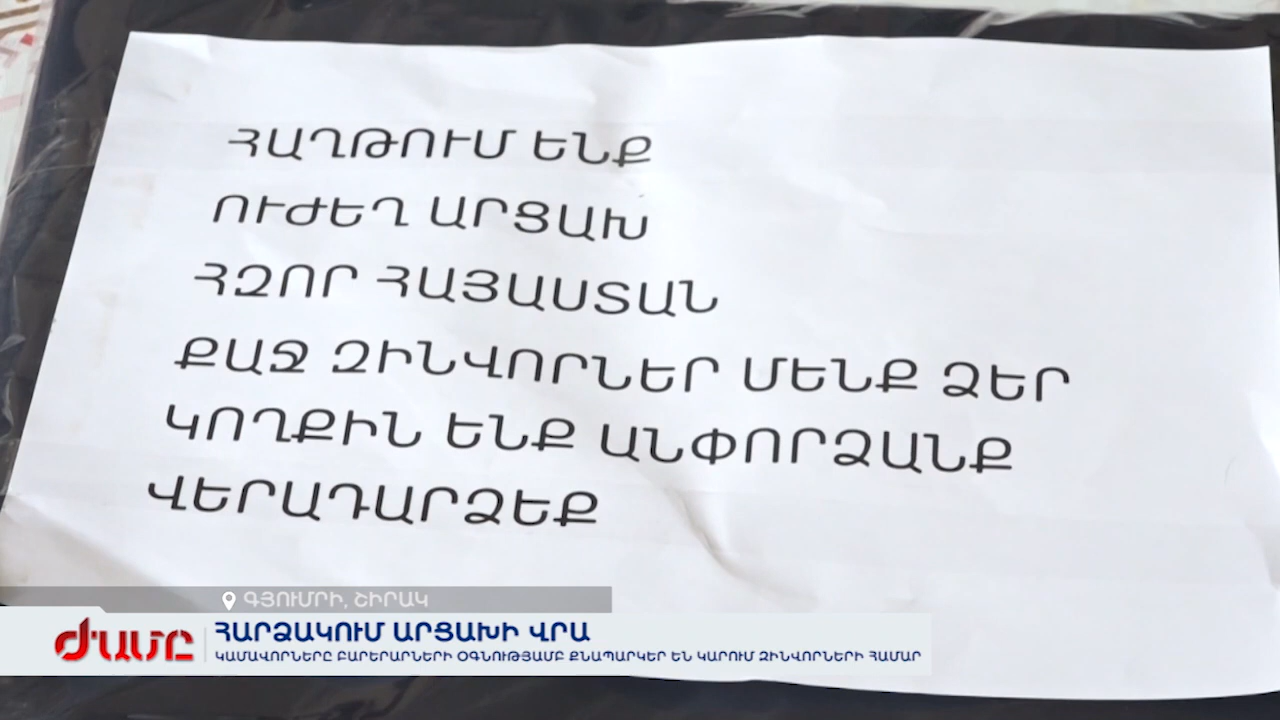 ՀԱՂԹՈՒՄ ԵՆՔ
ՈՒԺԵՂ ԱՐՑԱԽ
ՀԶՈՐ ՀԱՅԱՍՏԱՆ
ՔԱՋ ԶԻՆՎՈՐՆԵՐ ՄԵՆՔ ՁԵՐ
ԿՈՂՔԻՆ ԵՆՔ ԱՆՓՈՐՁԱՆՔ
ՎԵՐԱԴԱՐՁԵՔ
ԳՅՈՒՄՐԻ, ՇԻՐԱԿ
ԺԱՄԸ
ՀԱՐՁԱԿՈՒՄ ԱՐՑԱԽԻ ՎՐԱ
ԿԱՄԱՎՈՐՆԵՐԸ ԲԱՐԵՐԱՐՆԵՐԻ ՕԳՆՈՒԹՅԱՄԲ ՔՆԱՊԱՐԿԵՐ ԵՆ ԿԱՐՈՒՄ ԶԻՆՎՈՐՆԵՐԻ ՀԱՄԱՐ